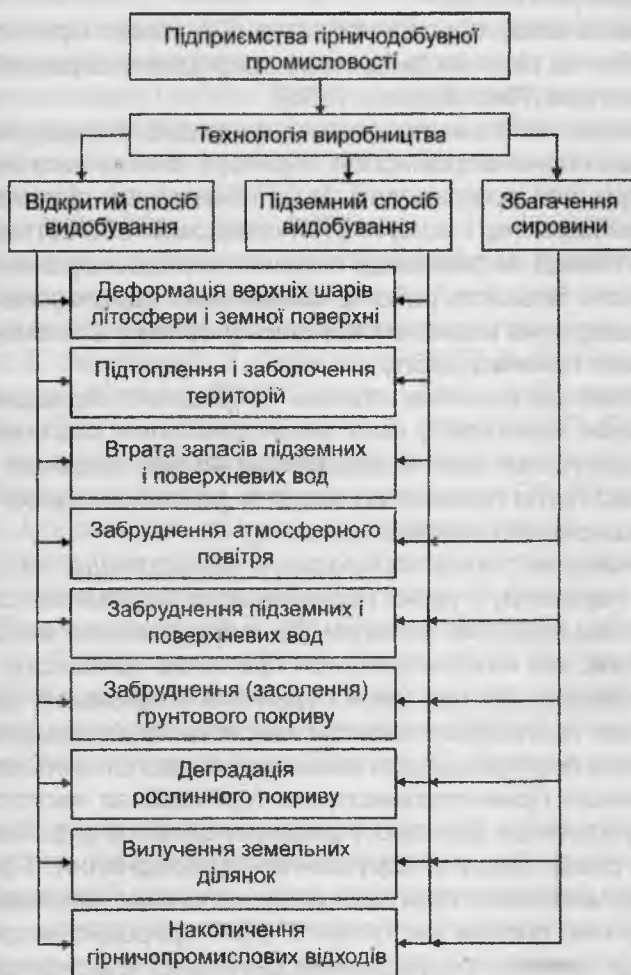 Підприємства гірничодобувної
промисловості
Технологія виробництва
Відкритий спосіб
видобування
Підземний спосіб
видобування
Збагачення
сировини
Деформація верхніх шарів
літосфери і земної поверхні
Підтоплення і заболочення
територій
Втрата запасів підземних
і поверхневих вод
Забруднення атмосферного
повітря
Забруднення підземних і
поверхневих вод
Забруднення (засолення)
ґрунтового покриву
Деградація
рослинного покриву
Вилучення земельних
ділянок
Накопичення
гірничопромислових відходів